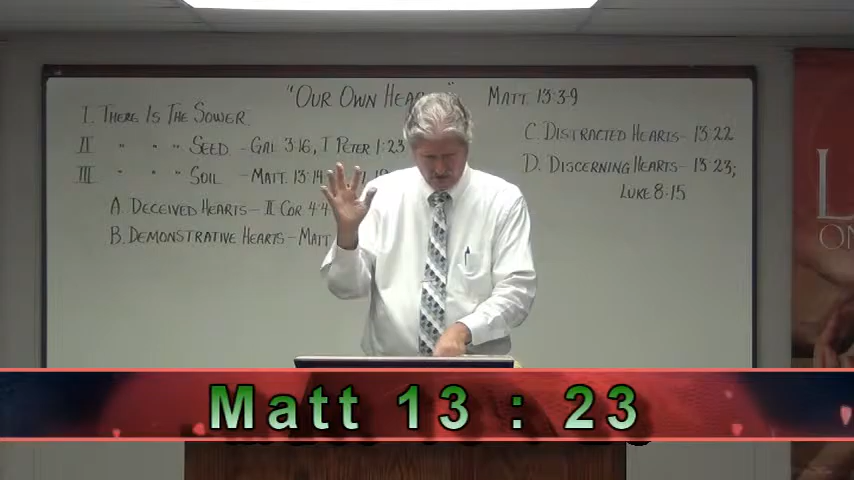 "OUR OWN HEAR
MATT. 13:3-9
I. THERE IS THE SOWER.
II " " " SEED - GAL 3:16, I PETER 1:23
III " " " SOIL - MATT. 13:14
A. DECEIVED HEARTS - II COR 4:4
B. DEMONSTRATIVE HEARTS - MATT
C. DISTRACTED HEARTS - 13:22
D. DISCERNING HEARTS - 13:23;
LUKE 8:15
L
ON
Matt 13 : 23